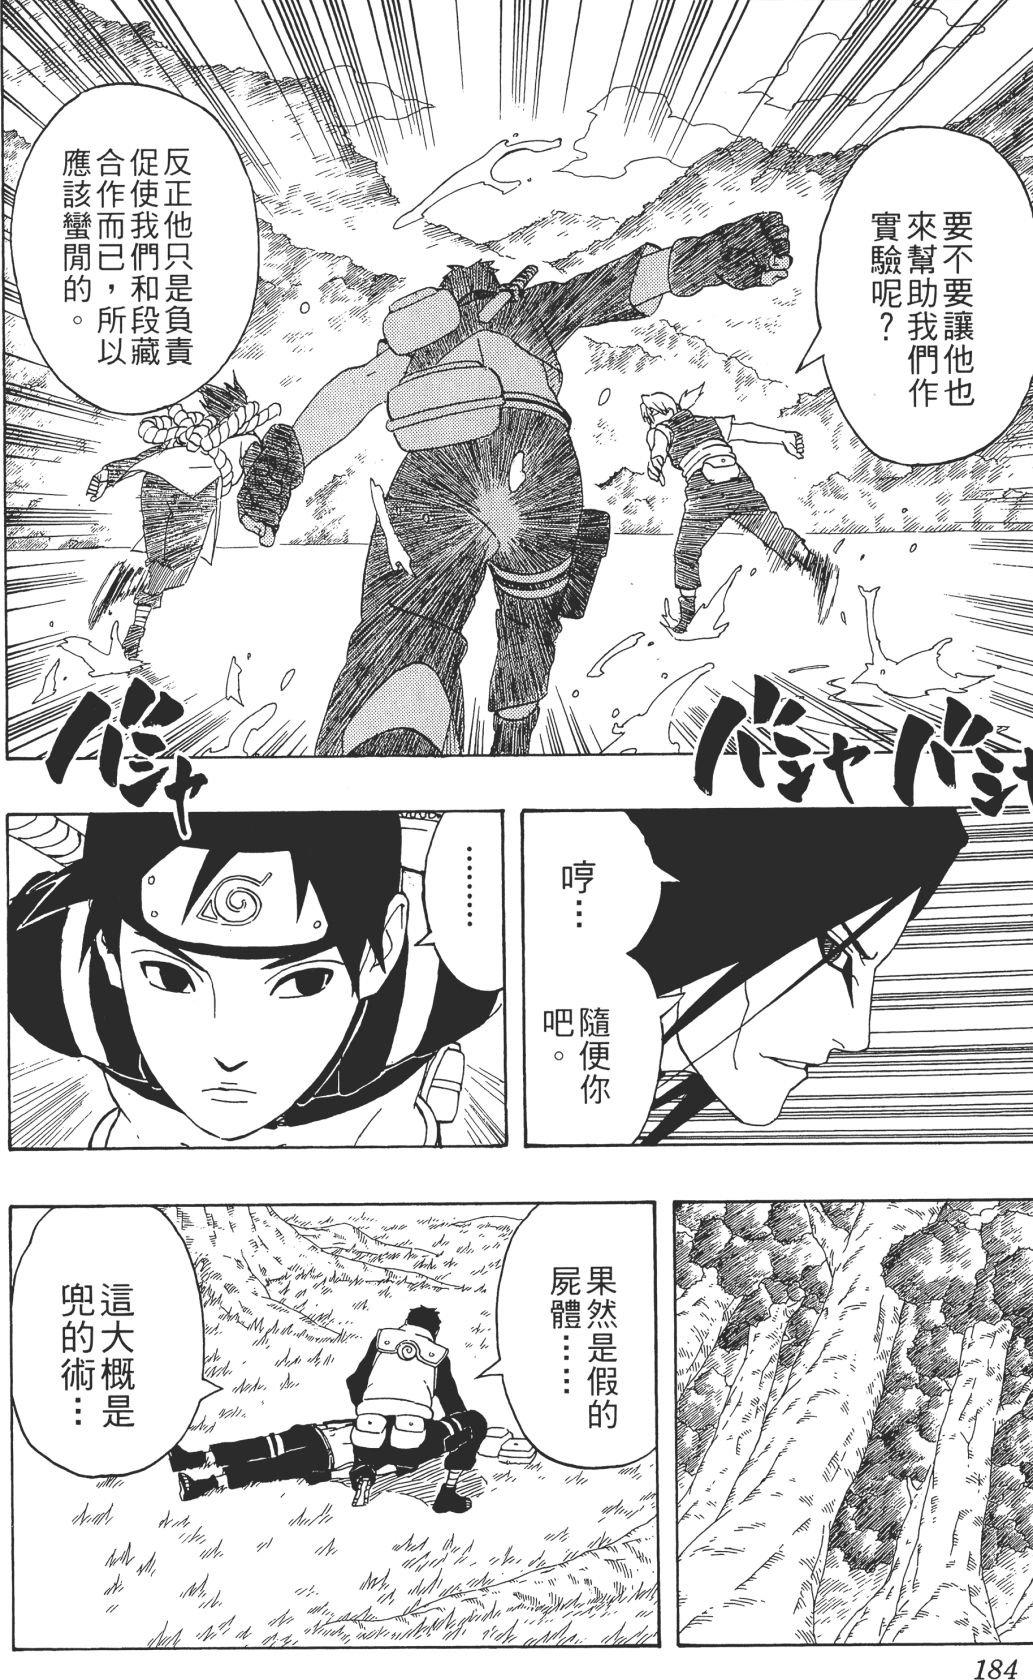 要不要讓他也
來幫助我們作
實驗呢？
反正他只是負責
促使我們和段藏
合作而已，所以
應該蠻閒的。
バシャ
バシャ
バシャ
哼…
隨便你
吧。
………
果然是假的
屍體……
這大概是
兜的術…
184